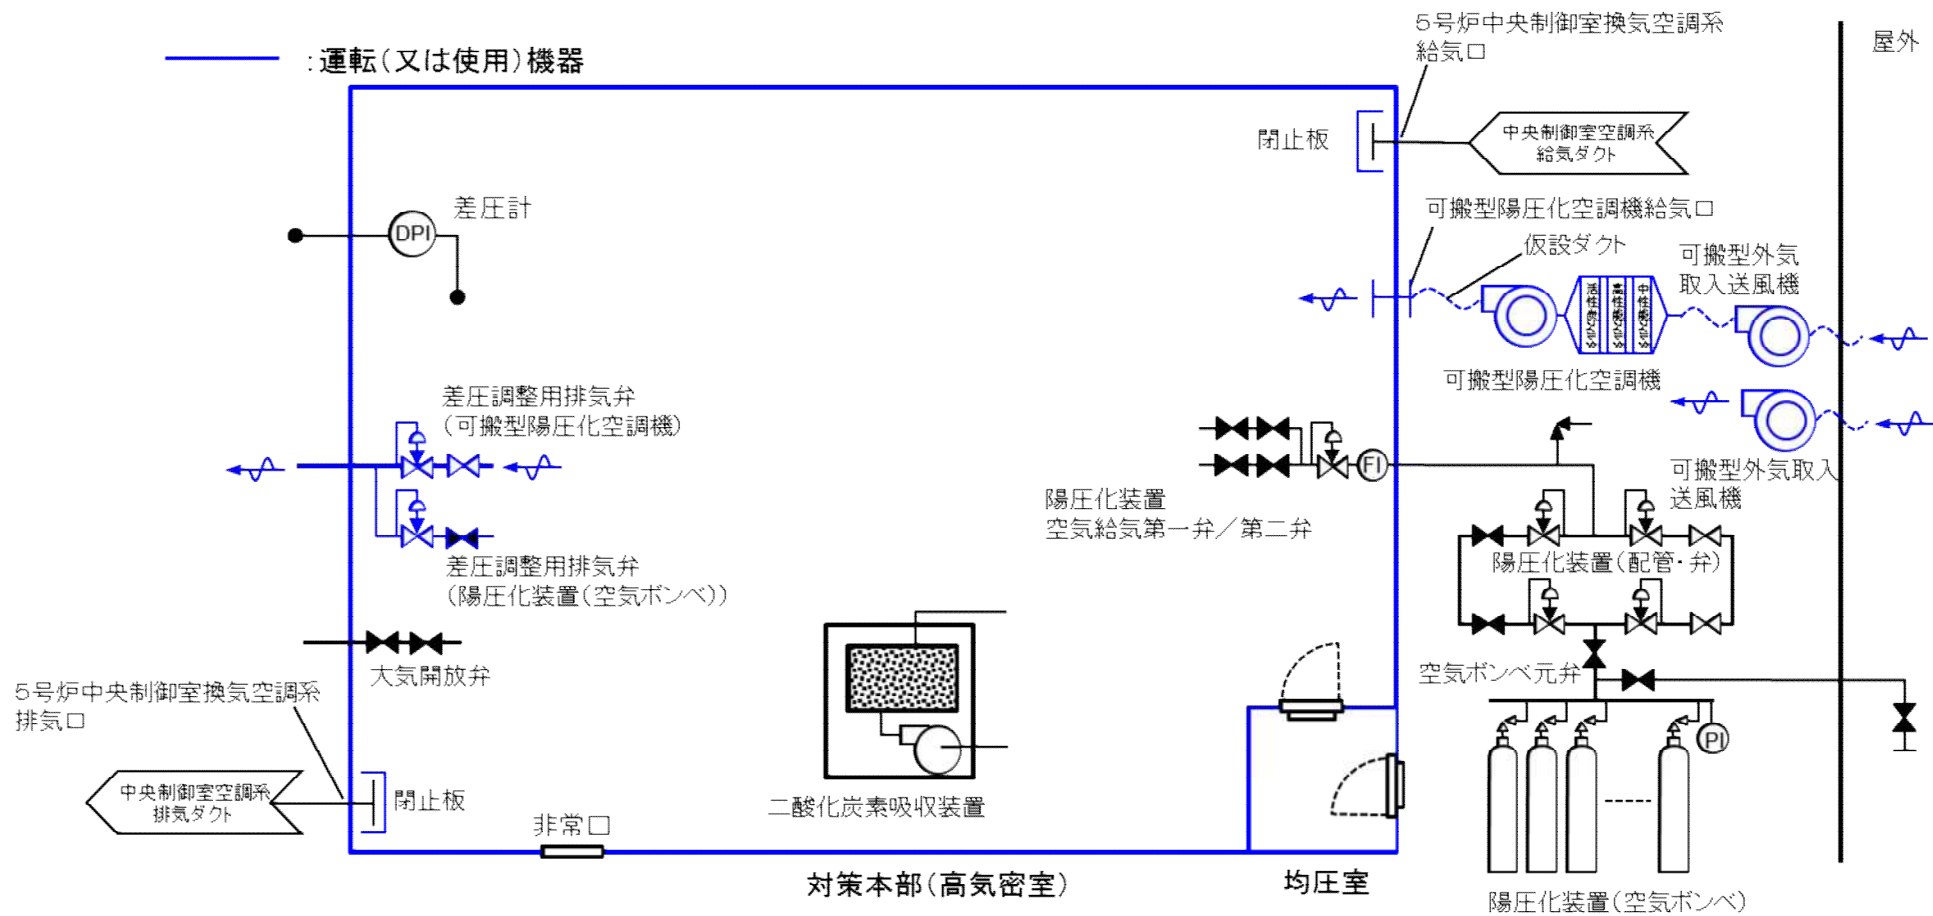 ：運転（又は使用）機器
5号炉中央制御室換気空調系
給気口
屋外
閉止板
中央制御室空調系
給気ダクト
差圧計
DPI
可搬型陽圧化空調機給気口
仮設ダクト
可搬型外気
取入送風機
可搬型陽圧化空調機
差圧調整用排気弁
（可搬型陽圧化空調機）
FI
陽圧化装置
空気給気第一弁／第二弁
可搬型外気取入
送風機
差圧調整用排気弁
（陽圧化装置（空気ボンベ））
陽圧化装置（配管・弁）
大気開放弁
空気ボンベ元弁
5号炉中央制御室換気空調系
排気口
PI
中央制御室空調系
排気ダクト
閉止板
二酸化炭素吸収装置
非常口
対策本部（高気密室）
均圧室
陽圧化装置（空気ボンベ）